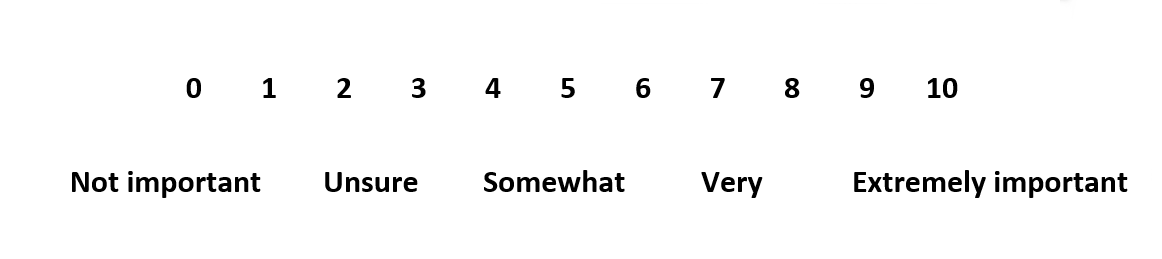 0 1 2 3 4 5 6 7 8 9 10
Not important Unsure Somewhat Very Extremely important